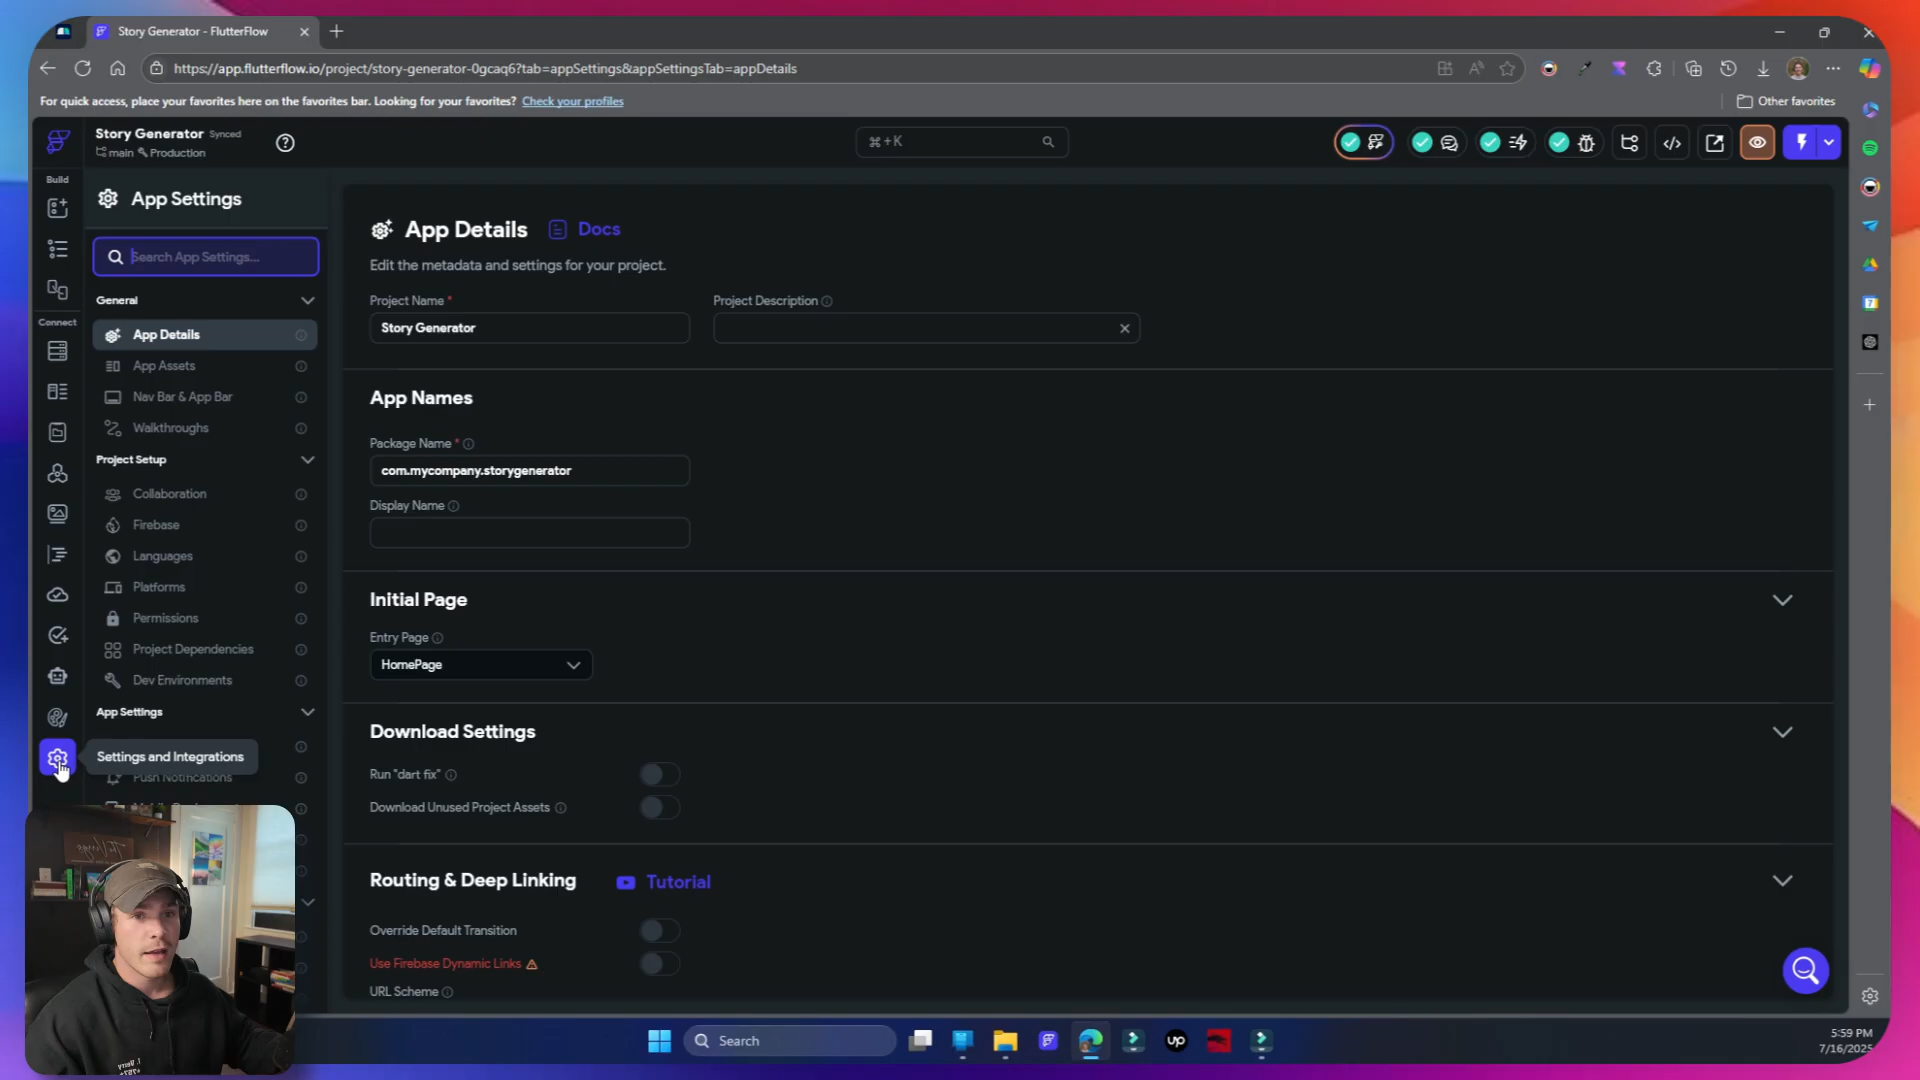 Story Generator - FlutterFlow
https://app.flutterflow.io/project/story-generator-0gcaq6?tab=appSettings&appSettingsTab=appDetails
For quick access, place your favorites here on the favorites bar. Looking for your favorites? Check your profiles
Other favorites
Story Generator Synced
main Production
⌘+K
Build
Connect
App Settings
Search App Settings...
General
App Details
App Assets
Nav Bar & App Bar
Walkthroughs
Project Setup
Collaboration
Firebase
Languages
Platforms
Permissions
Project Dependencies
Dev Environments
App Settings
Settings and Integrations
Push Notifications
App Details
Docs
Edit the metadata and settings for your project.
Project Name *
Project Description
Story Generator
App Names
Package Name *
com.mycompany.storygenerator
Display Name
Initial Page
Entry Page
HomePage
Download Settings
Run "dart fix"
Download Unused Project Assets
Routing & Deep Linking
Tutorial
Override Default Transition
Use Firebase Dynamic Links
URL Scheme
Search
up
5:59 PM
7/16/2025